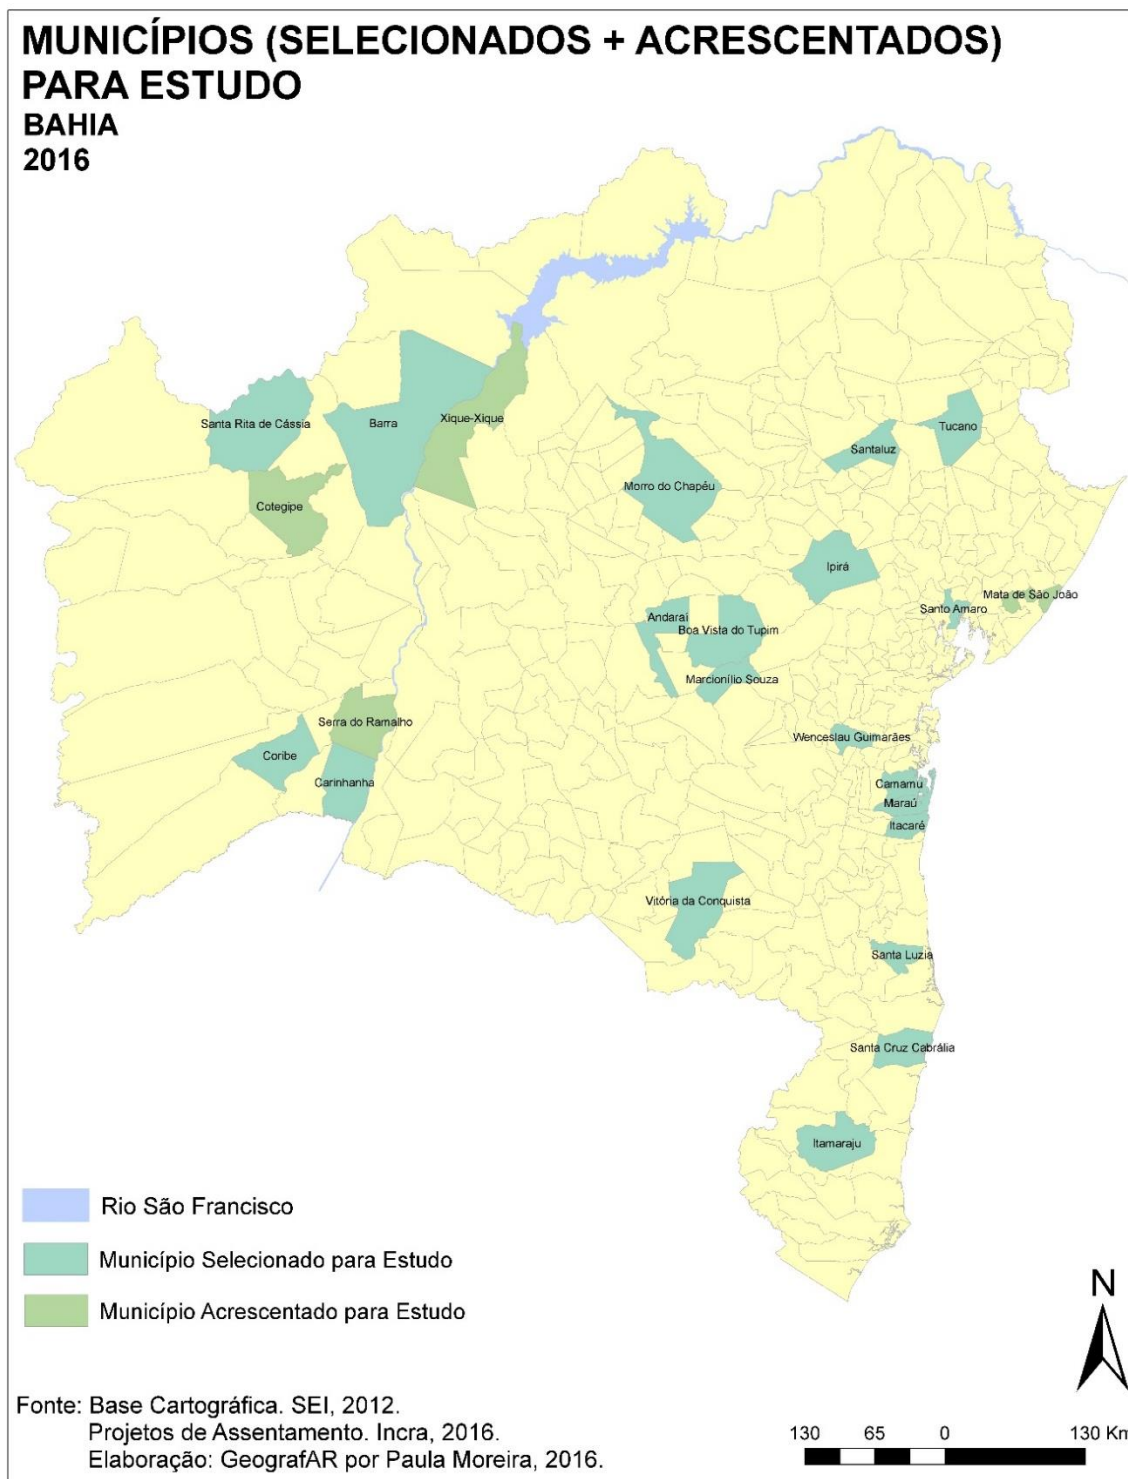 MUNICÍPIOS (SELECIONADOS + ACRESCENTADOS)
PARA ESTUDO
BAHIA
2016
Santa Rita de Cássia
Barra
Xique-Xique
Cotegipe
Morro do Chapéu
Santaluz
Tucano
Ipirá
Mata de São João
Santo Amaro
Andaraí
Boa Vista do Tupim
Marcionílio Souza
Serra do Ramalho
Coribe
Carinhanha
Wenceslau Guimarães
Camamu
Maraú
Itacaré
Vitória da Conquista
Santa Luzia
Santa Cruz Cabrália
Itamaraju
Rio São Francisco
Município Selecionado para Estudo
Município Acrescentado para Estudo
N
Fonte: Base Cartográfica. SEI, 2012.
Projetos de Assentamento. Incra, 2016.
Elaboração: GeografAR por Paula Moreira, 2016.
130 65 0 130 Km